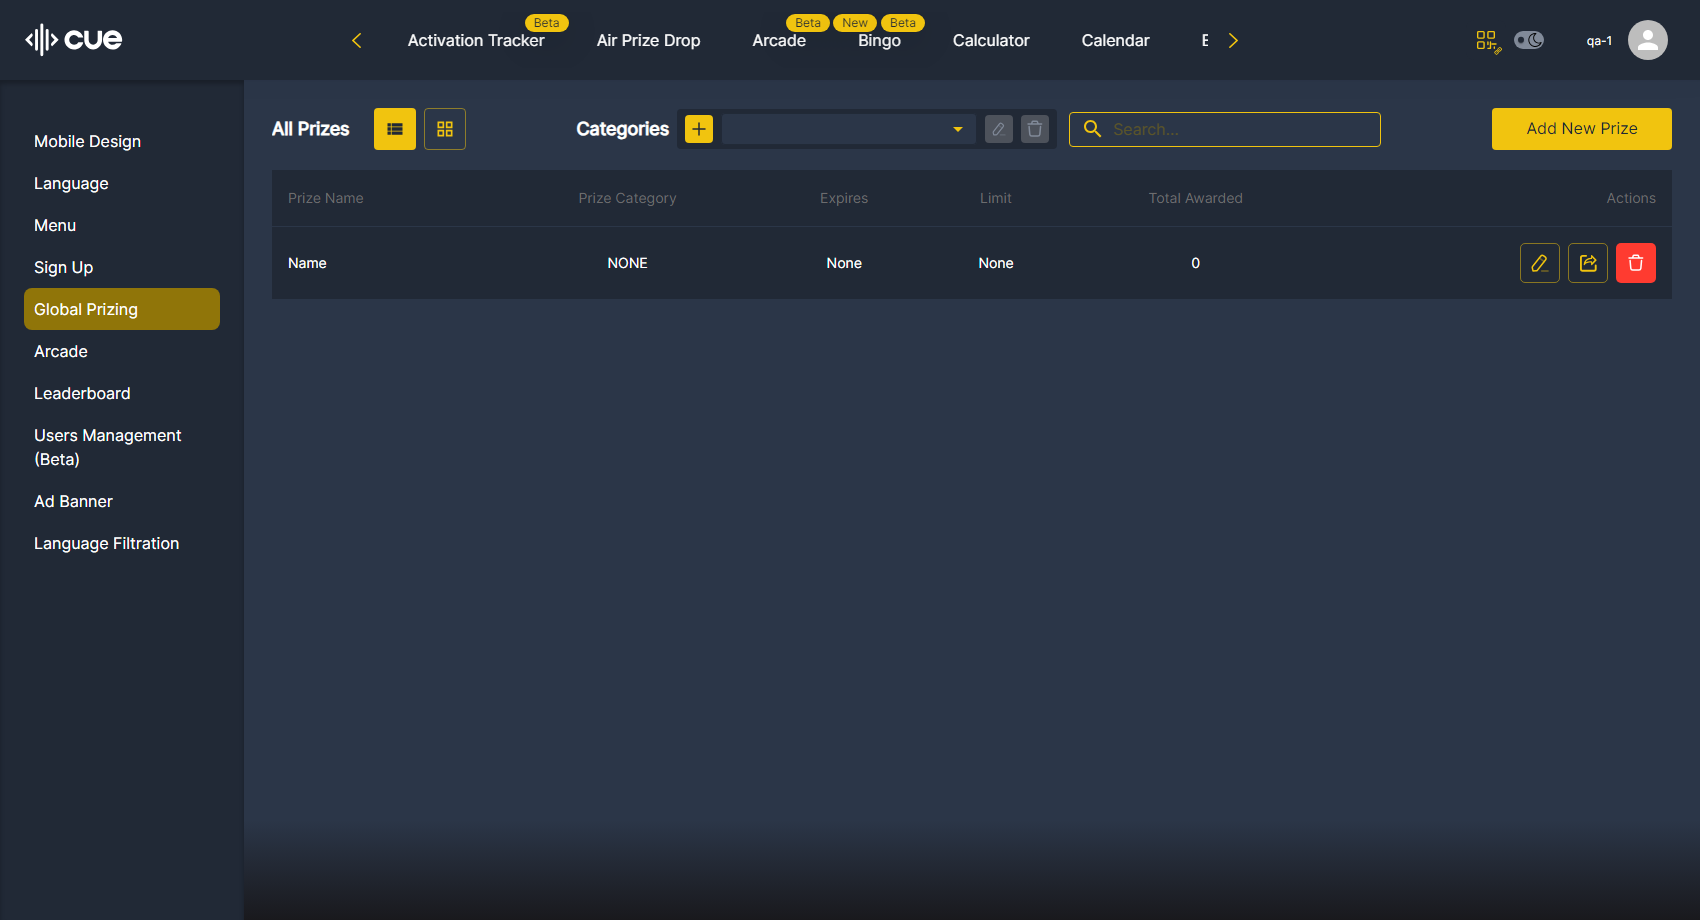 cue
Beta
Beta
New
Beta
Activation Tracker
Air Prize Drop
Arcade
Bingo
Calculator
Calendar
qa-1
Mobile Design
Language
Menu
Sign Up
Global Prizing
Arcade
Leaderboard
Users Management
(Beta)
Ad Banner
Language Filtration
All Prizes
Categories
Search...
Add New Prize
Prize Name
Prize Category
Expires
Limit
Total Awarded
Actions
Name
NONE
None
None
0